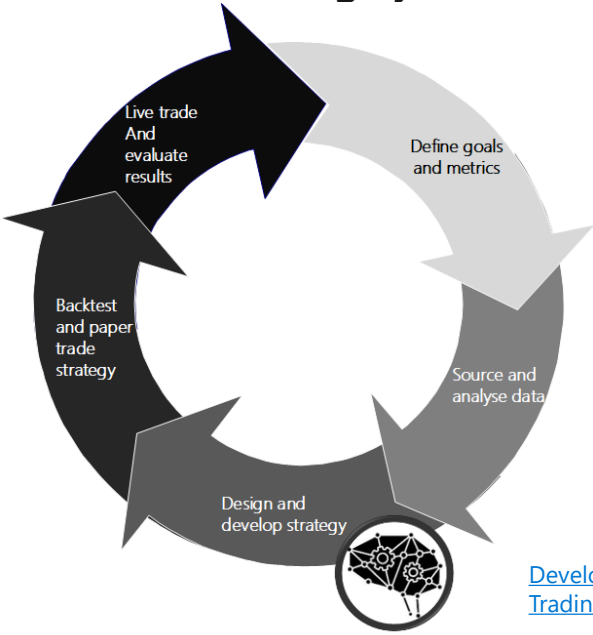 Live trade
And
evaluate
results
Define goals
and metrics
Backtest
and paper
trade
strategy
Source and
analyse data
Design and
develop strategy